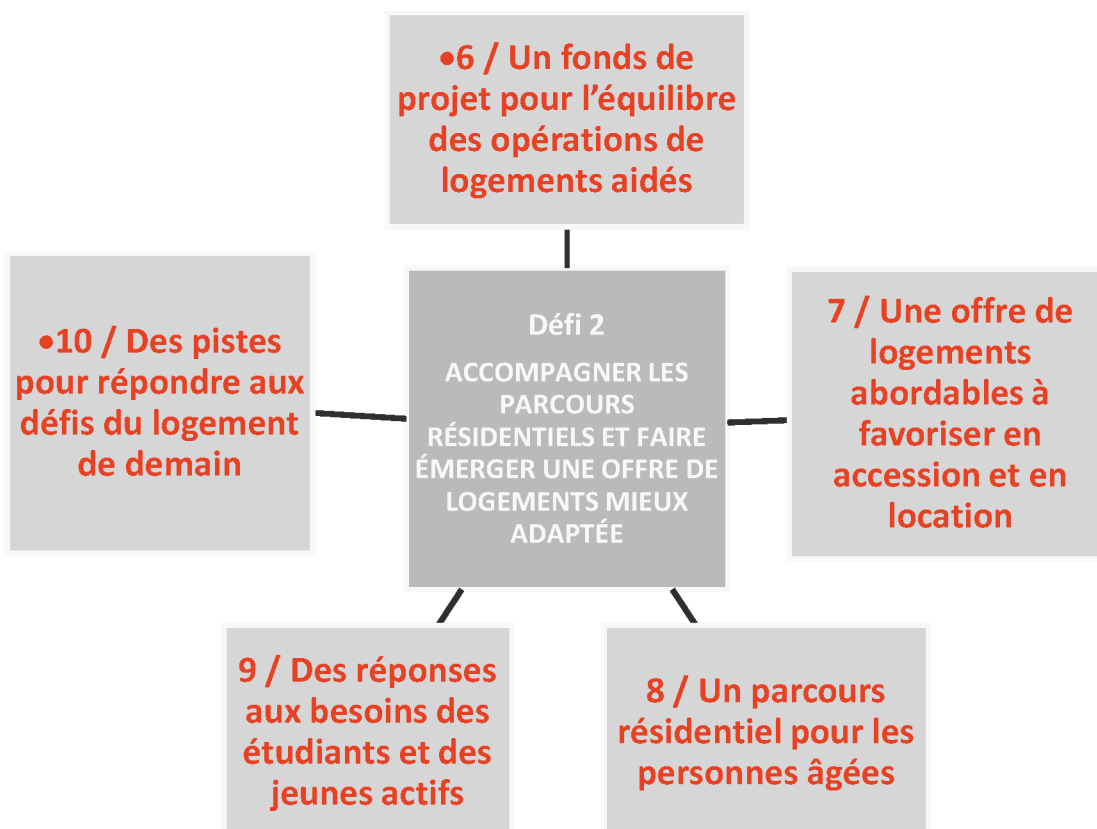 •6 / Un fonds de
projet pour l’équilibre
des opérations de
logements aidés
Défi 2
ACCOMPAGNER LES
PARCOURS
RÉSIDENTIELS ET FAIRE
ÉMERGER UNE OFFRE DE
LOGEMENTS MIEUX
ADAPTÉE
7 / Une offre de
logements
abordables à
favoriser en
accession et en
location
8 / Un parcours
résidentiel pour les
personnes âgées
9 / Des réponses
aux besoins des
étudiants et des
jeunes actifs
•10 / Des pistes
pour répondre aux
défis du logement
de demain